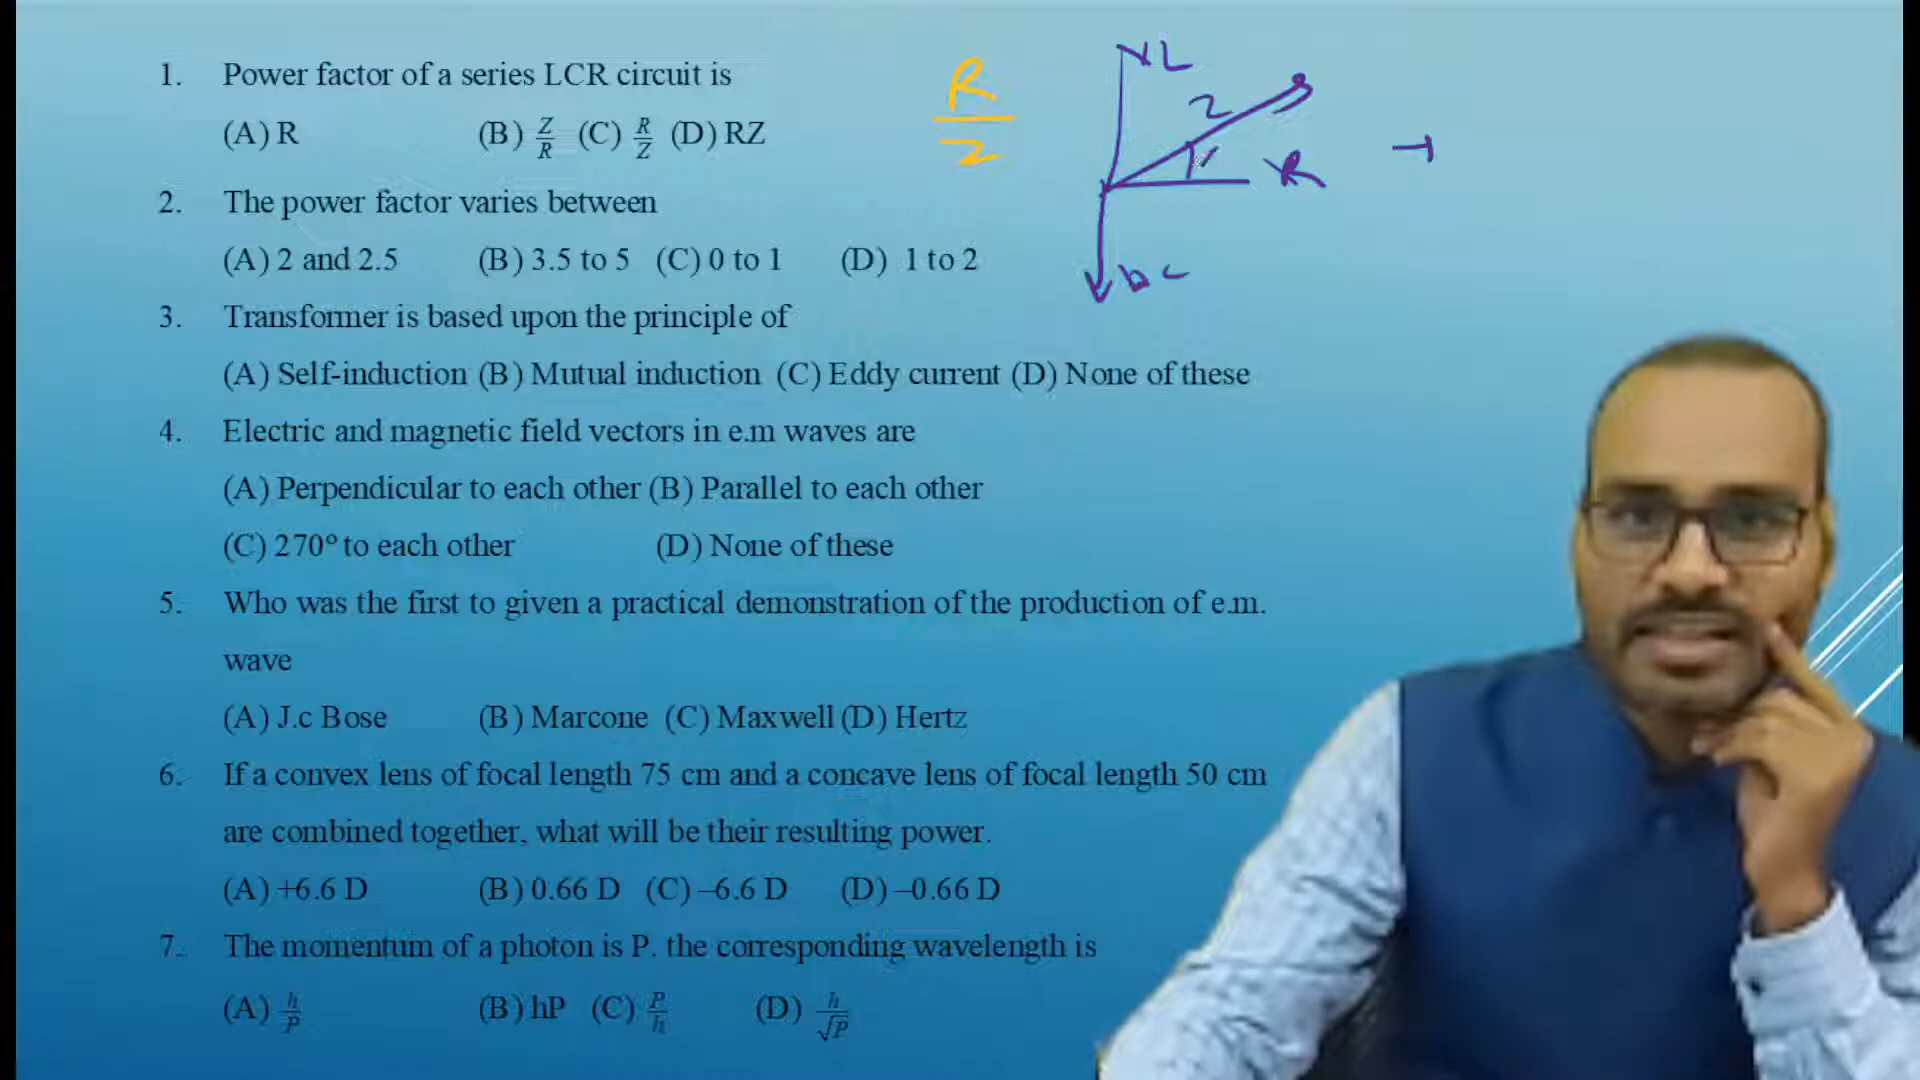 1. Power factor of a series LCR circuit is
(A) R (B) Z/R (C) R/Z (D) RZ
R/Z
VL
Z
R
2. The power factor varies between
(A) 2 and 2.5 (B) 3.5 to 5 (C) 0 to 1 (D) 1 to 2
3. Transformer is based upon the principle of
(A) Self-induction (B) Mutual induction (C) Eddy current (D) None of these
4. Electric and magnetic field vectors in e.m waves are
(A) Perpendicular to each other (B) Parallel to each other
(C) 270° to each other (D) None of these
5. Who was the first to given a practical demonstration of the production of e.m.
wave
(A) J.c Bose (B) Marcone (C) Maxwell (D) Hertz
6. If a convex lens of focal length 75 cm and a concave lens of focal length 50 cm
are combined together, what will be their resulting power.
(A) +6.6 D (B) 0.66 D (C) –6.6 D (D) –0.66 D
7. The momentum of a photon is P. the corresponding wavelength is
(A) h/P (B) hP (C) P/h (D) h/√P